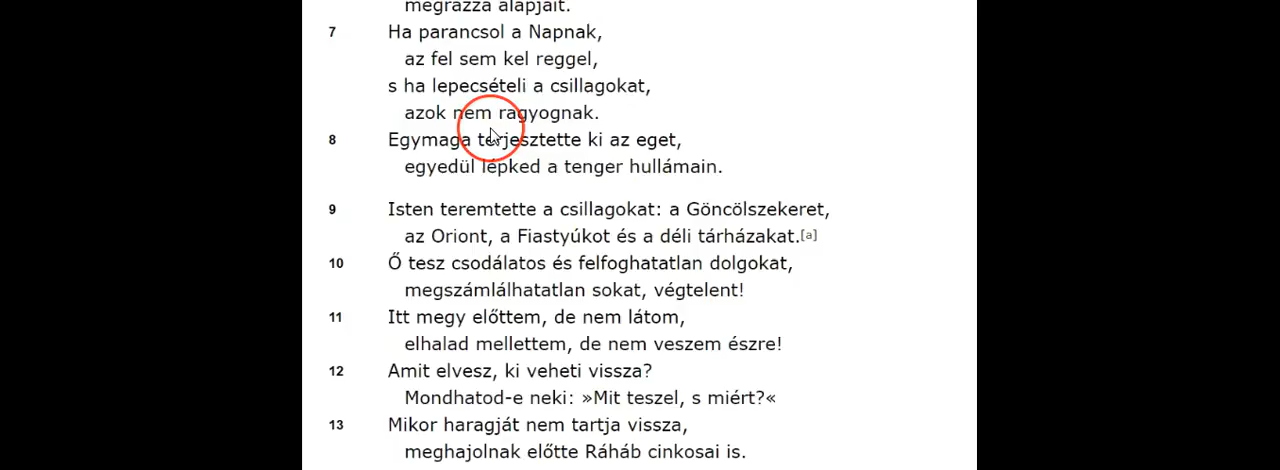 megrázza alapjait.
7 Ha parancsol a Napnak,
az fel sem kel reggel,
s ha lepecsételi a csillagokat,
azok nem ragyognak.
8 Egymaga terjesztette ki az eget,
egyedül lépked a tenger hullámain.
9 Isten teremtette a csillagokat: a Göncölszekeret,
az Oriont, a Fiastyúkot és a déli tárházakat.[a]
10 Ő tesz csodálatos és felfoghatatlan dolgokat,
megszámlálhatatlan sokat, végtelent!
11 Itt megy előttem, de nem látom,
elhalad mellettem, de nem veszem észre!
12 Amit elvesz, ki veheti vissza?
Mondhatod-e neki: »Mit teszel, s miért?«
13 Mikor haragját nem tartja vissza,
meghajolnak előtte Ráháb cinkosai is.